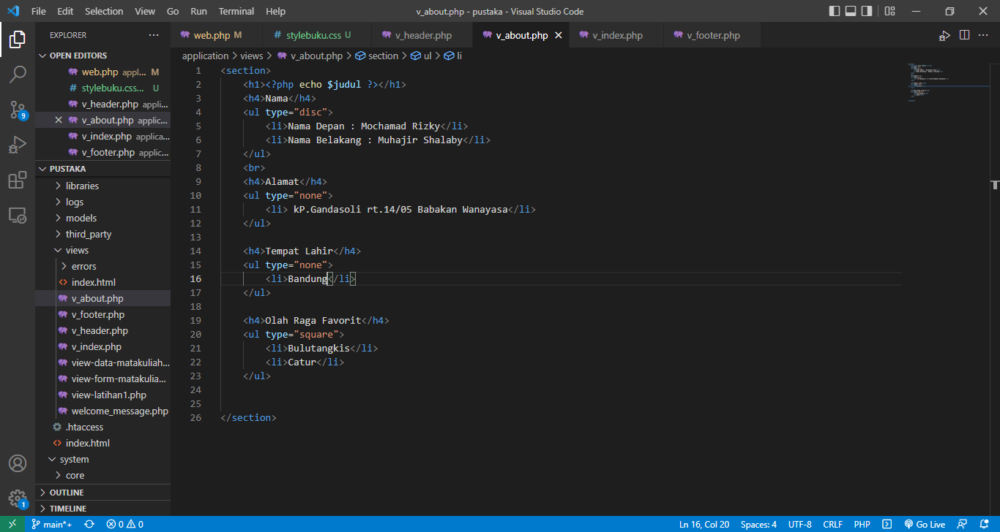 File Edit Selection View Go Run Terminal Help v_about.php - pustaka - Visual Studio Code
EXPLORER
OPEN EDITORS
web.php appl... M
stylebuku.css... U
v_header.php appli...
v_about.php applic...
v_index.php applica...
v_footer.php applic...
PUSTAKA
libraries
logs
models
third_party
views
errors
index.html
v_about.php
v_footer.php
v_header.php
v_index.php
view-data-matakuliah...
view-form-matakulia...
view-latihan1.php
welcome_message.php
.htaccess
index.html
system
core
OUTLINE
TIMELINE
9
1
web.php M stylebuku.css U v_header.php v_about.php v_index.php v_footer.php
application > views > v_about.php > section > ul > li
1 <section>
2 <h1><?php echo $judul ?></h1>
3 <h4>Nama</h4>
4 <ul type="disc">
5 <li>Nama Depan : Mochamad Rizky</li>
6 <li>Nama Belakang : Muhajir Shalaby</li>
7 </ul>
8 <br>
9 <h4>Alamat</h4>
10 <ul type="none">
11 <li> kP.Gandasoli rt.14/05 Babakan Wanayasa</li>
12 </ul>
13
14 <h4>Tempat Lahir</h4>
15 <ul type="none">
16 <li>Bandung</li>
17 </ul>
18
19 <h4>Olah Raga Favorit</h4>
20 <ul type="square">
21 <li>Bulutangkis</li>
22 <li>Catur</li>
23 </ul>
24
25
26 </section>
main*+ 0 0 Ln 16, Col 20 Spaces: 4 UTF-8 CRLF PHP Go Live